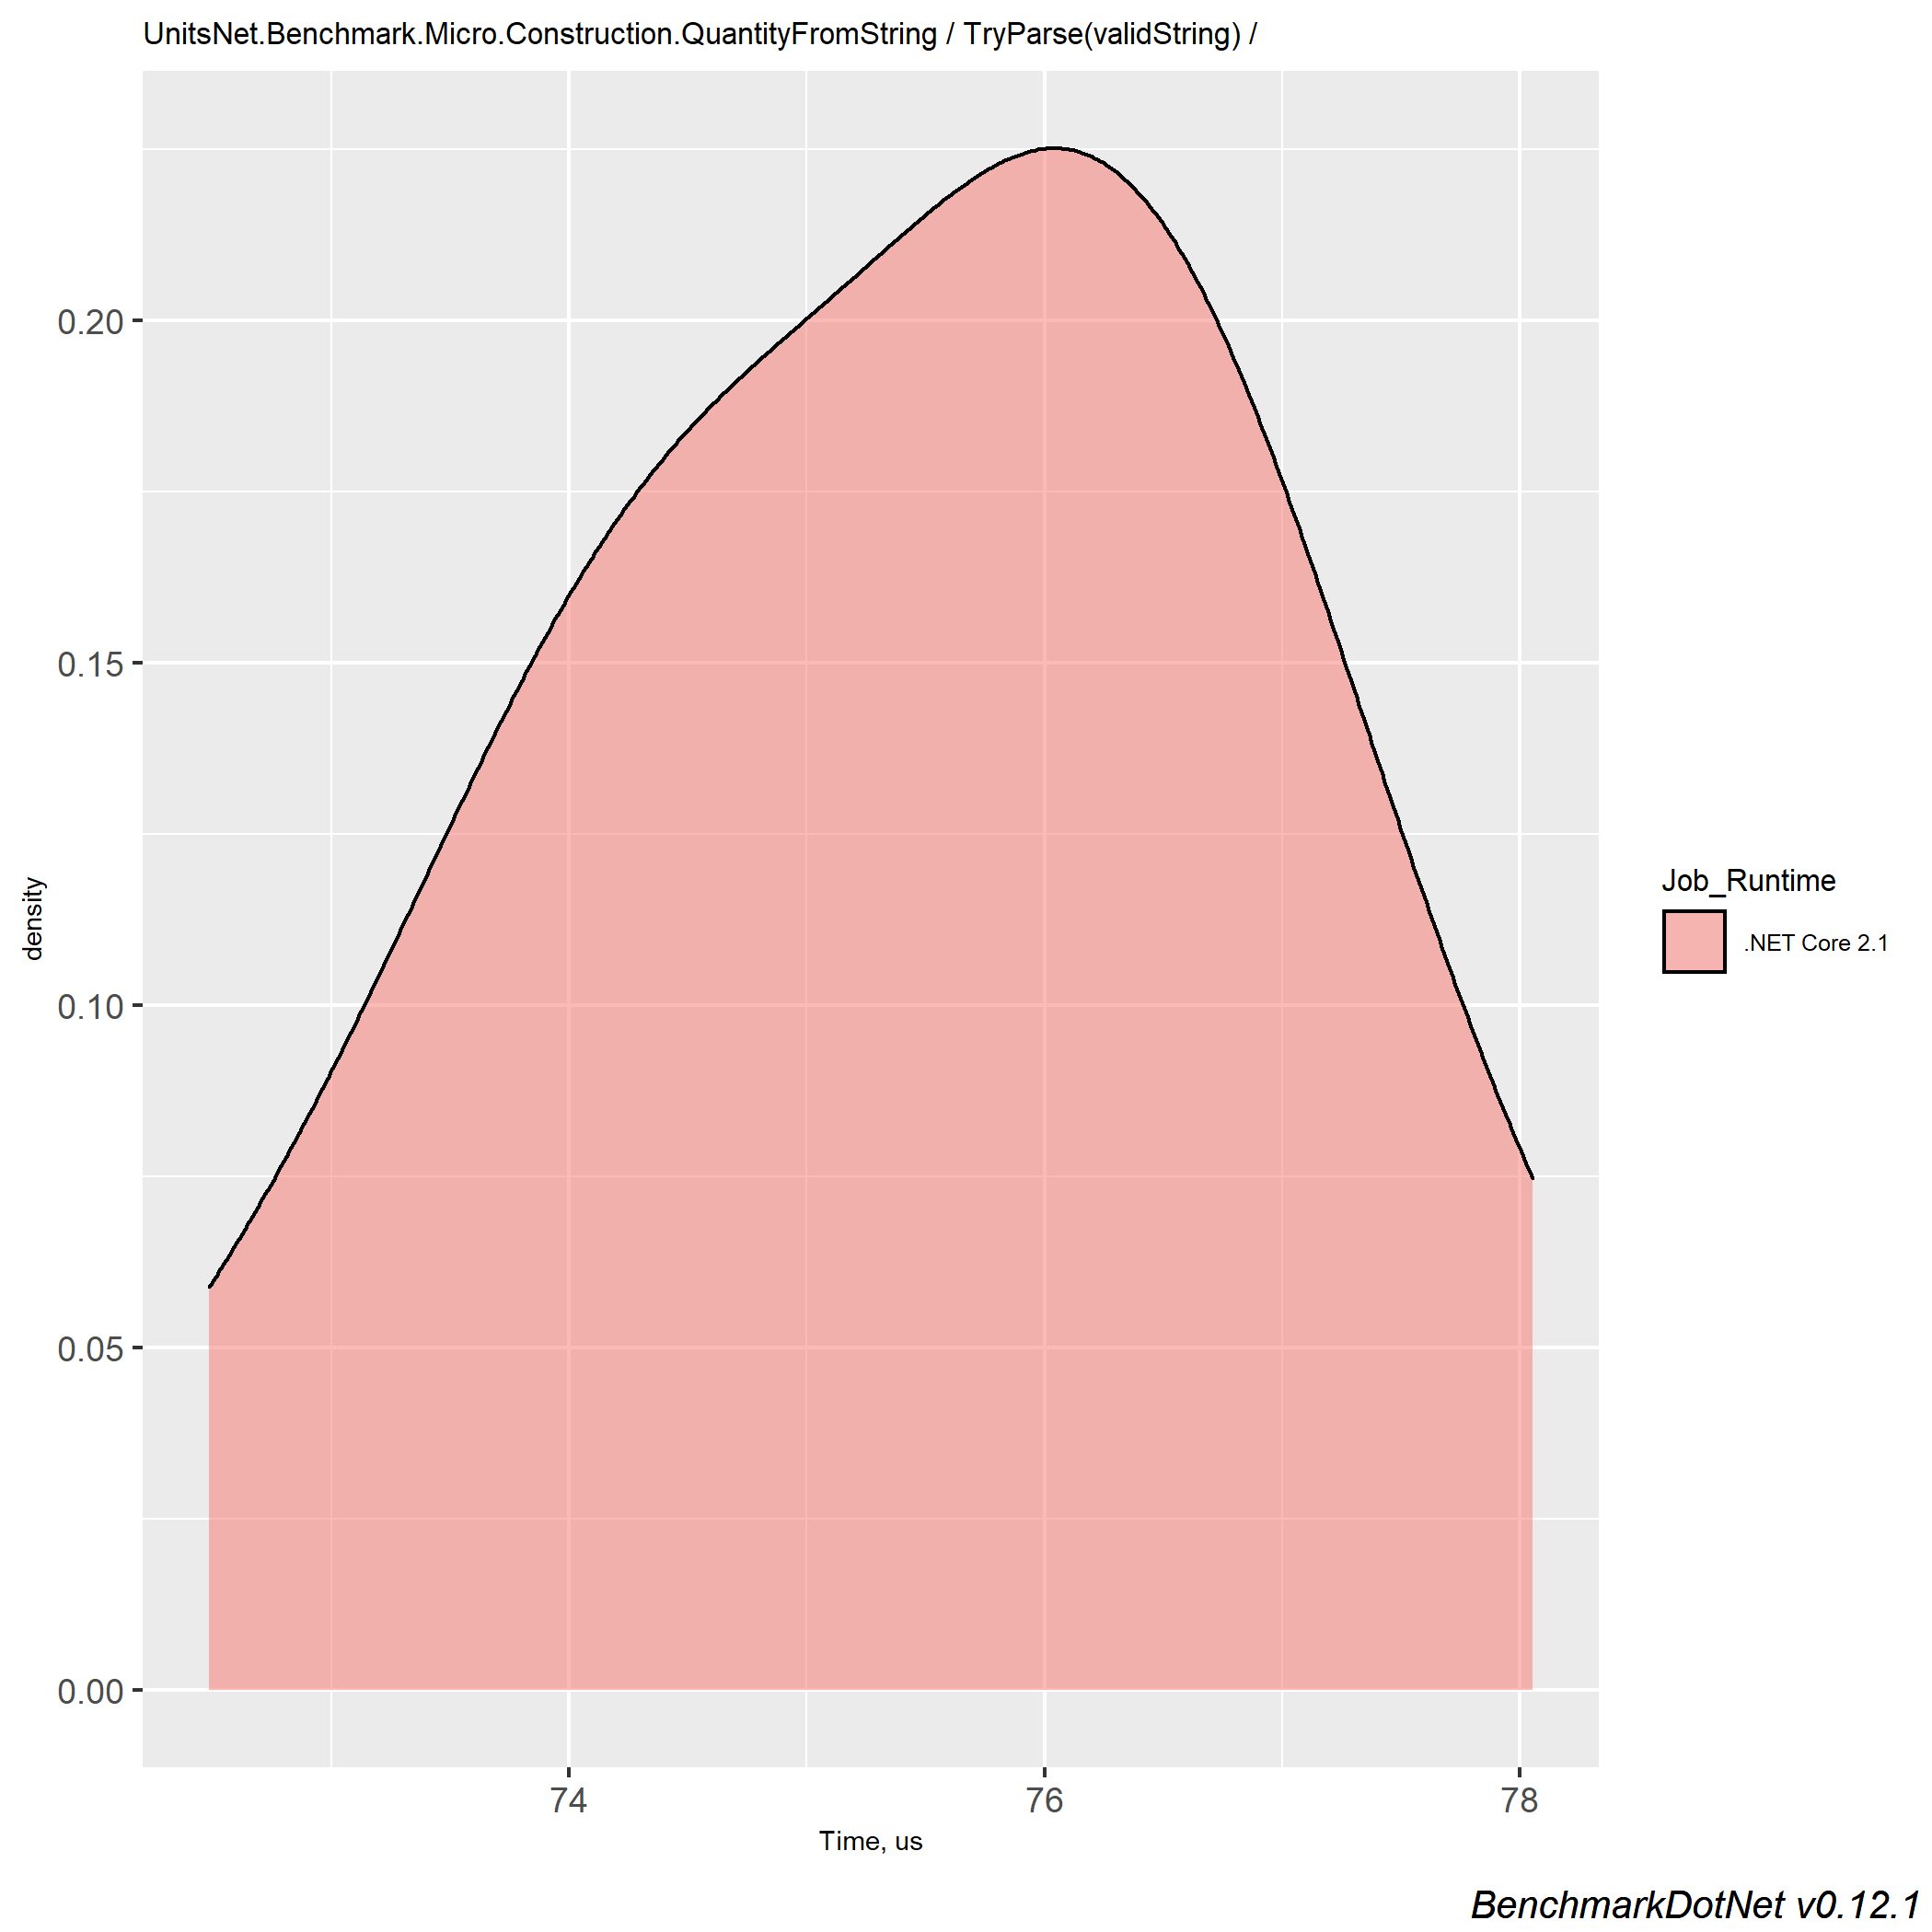 UnitsNet.Benchmark.Micro.Construction.QuantityFromString / TryParse(validString) /
0.20
0.15
0.10
0.05
0.00
density
74 76 78
Time, us
Job_Runtime
.NET Core 2.1
BenchmarkDotNet v0.12.1